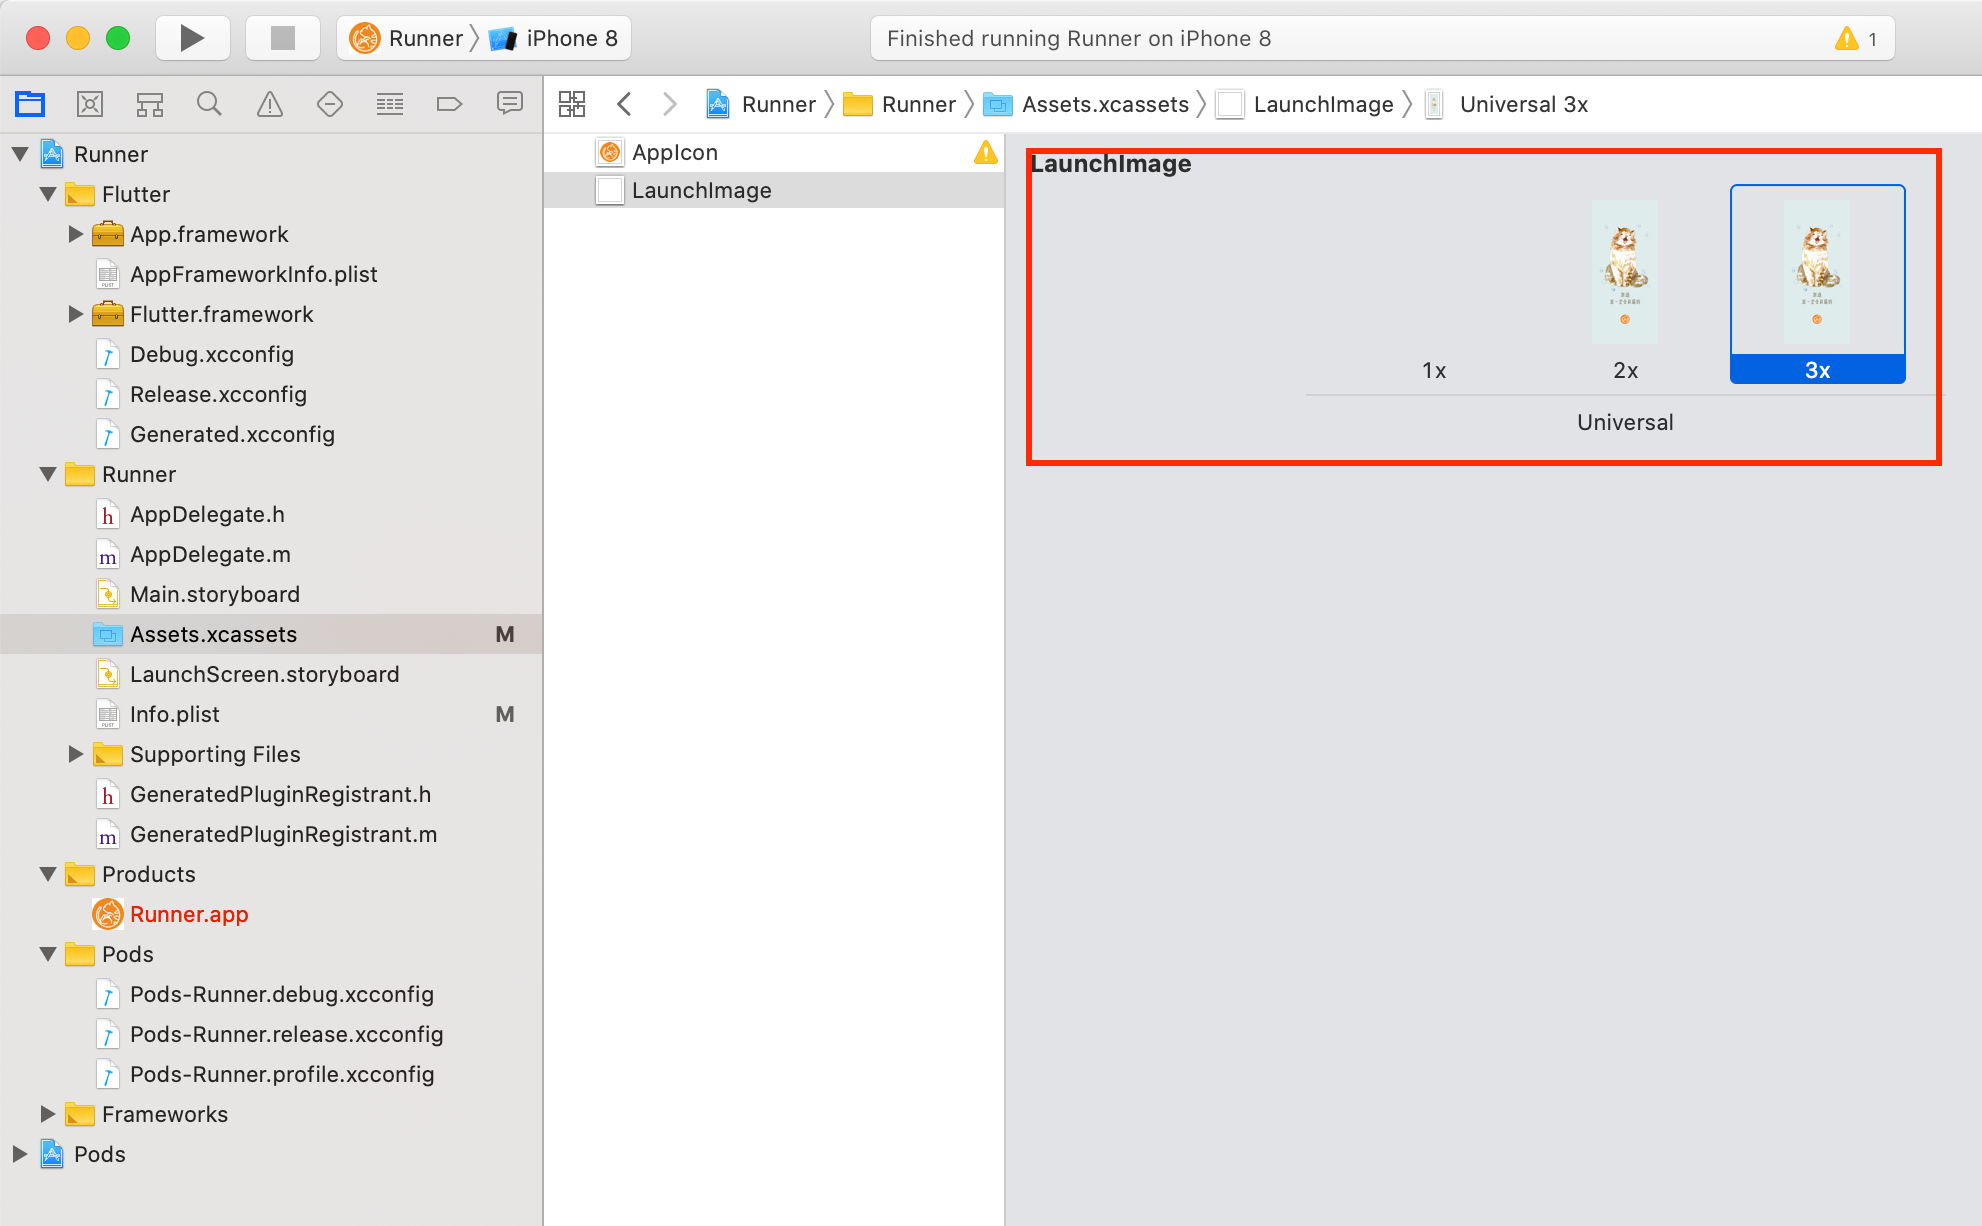 Runner iPhone 8
Finished running Runner on iPhone 8
1
Runner Runner Assets.xcassets LaunchImage Universal 3x
Runner
Flutter
App.framework
AppFrameworkInfo.plist
Flutter.framework
Debug.xcconfig
Release.xcconfig
Generated.xcconfig
Runner
h AppDelegate.h
m AppDelegate.m
Main.storyboard
Assets.xcassets M
LaunchScreen.storyboard
Info.plist M
Supporting Files
h GeneratedPluginRegistrant.h
m GeneratedPluginRegistrant.m
Products
Runner.app
Pods
Pods-Runner.debug.xcconfig
Pods-Runner.release.xcconfig
Pods-Runner.profile.xcconfig
Frameworks
Pods
AppIcon
LaunchImage
LaunchImage
1x 2x 3x
Universal